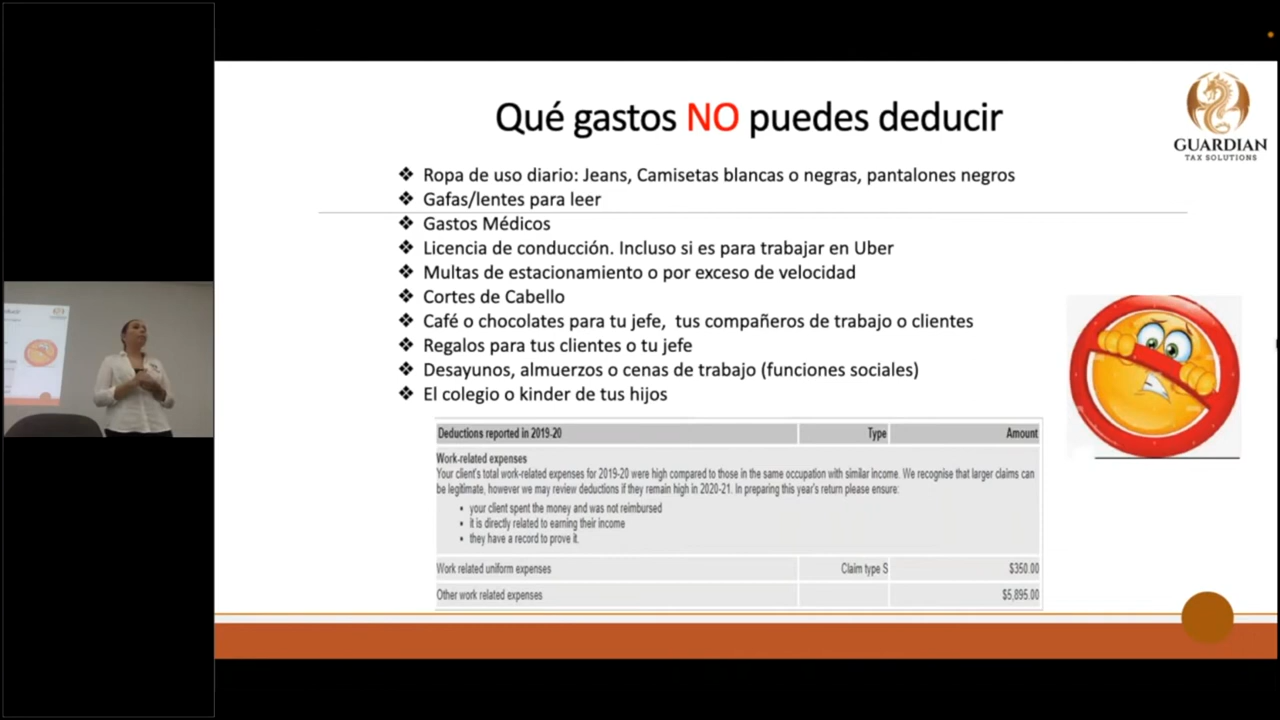 Qué gastos NO puedes deducir
GUARDIAN
TAX SOLUTIONS
❖ Ropa de uso diario: Jeans, Camisetas blancas o negras, pantalones negros
❖ Gafas/lentes para leer
❖ Gastos Médicos
❖ Licencia de conducción. Incluso si es para trabajar en Uber
❖ Multas de estacionamiento o por exceso de velocidad
❖ Cortes de Cabello
❖ Café o chocolates para tu jefe, tus compañeros de trabajo o clientes
❖ Regalos para tus clientes o tu jefe
❖ Desayunos, almuerzos o cenas de trabajo (funciones sociales)
❖ El colegio o kinder de tus hijos
Deductions reported in 2019-20 Type Amount
Work-related expenses
Your client's total work-related expenses for 2019-20 were high compared to those in the same occupation with similar income. We recognise that larger claims can
be legitimate, however we may review deductions if they remain high in 2020-21. In preparing this year's return please ensure:
• your client spent the money and was not reimbursed
• it is directly related to earning their income
• they have a record to prove it.
Work related uniform expenses Claim type S $350.00
Other work related expenses $5,895.00